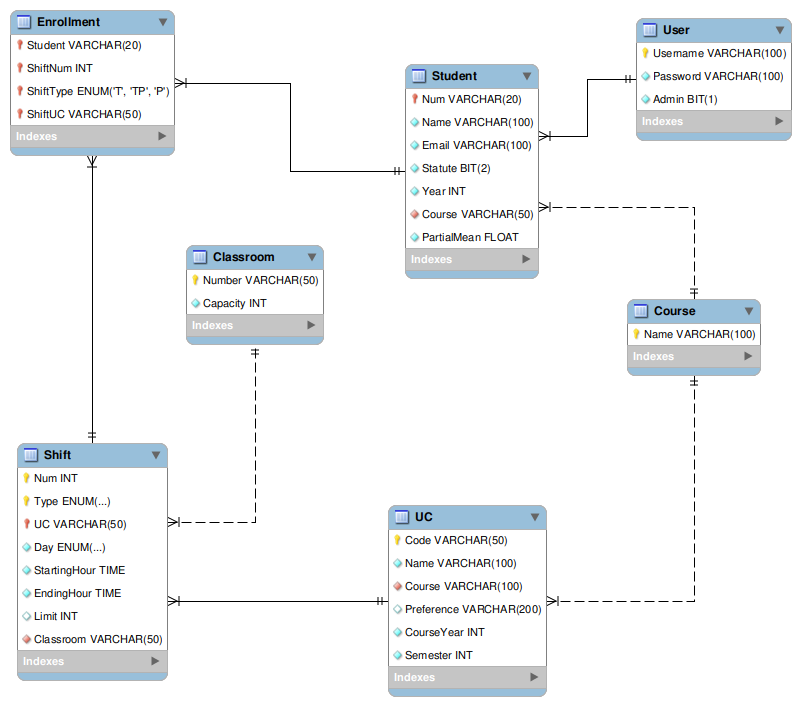 Enrollment
Student VARCHAR(20)
ShiftNum INT
ShiftType ENUM('T', 'TP', 'P')
ShiftUC VARCHAR(50)
Indexes
Student
Num VARCHAR(20)
Name VARCHAR(100)
Email VARCHAR(100)
Statute BIT(2)
Year INT
Course VARCHAR(50)
PartialMean FLOAT
Indexes
User
Username VARCHAR(100)
Password VARCHAR(100)
Admin BIT(1)
Indexes
Classroom
Number VARCHAR(50)
Capacity INT
Indexes
Course
Name VARCHAR(100)
Indexes
Shift
Num INT
Type ENUM(...)
UC VARCHAR(50)
Day ENUM(...)
StartingHour TIME
EndingHour TIME
Limit INT
Classroom VARCHAR(50)
Indexes
UC
Code VARCHAR(50)
Name VARCHAR(100)
Course VARCHAR(100)
Preference VARCHAR(200)
CourseYear INT
Semester INT
Indexes